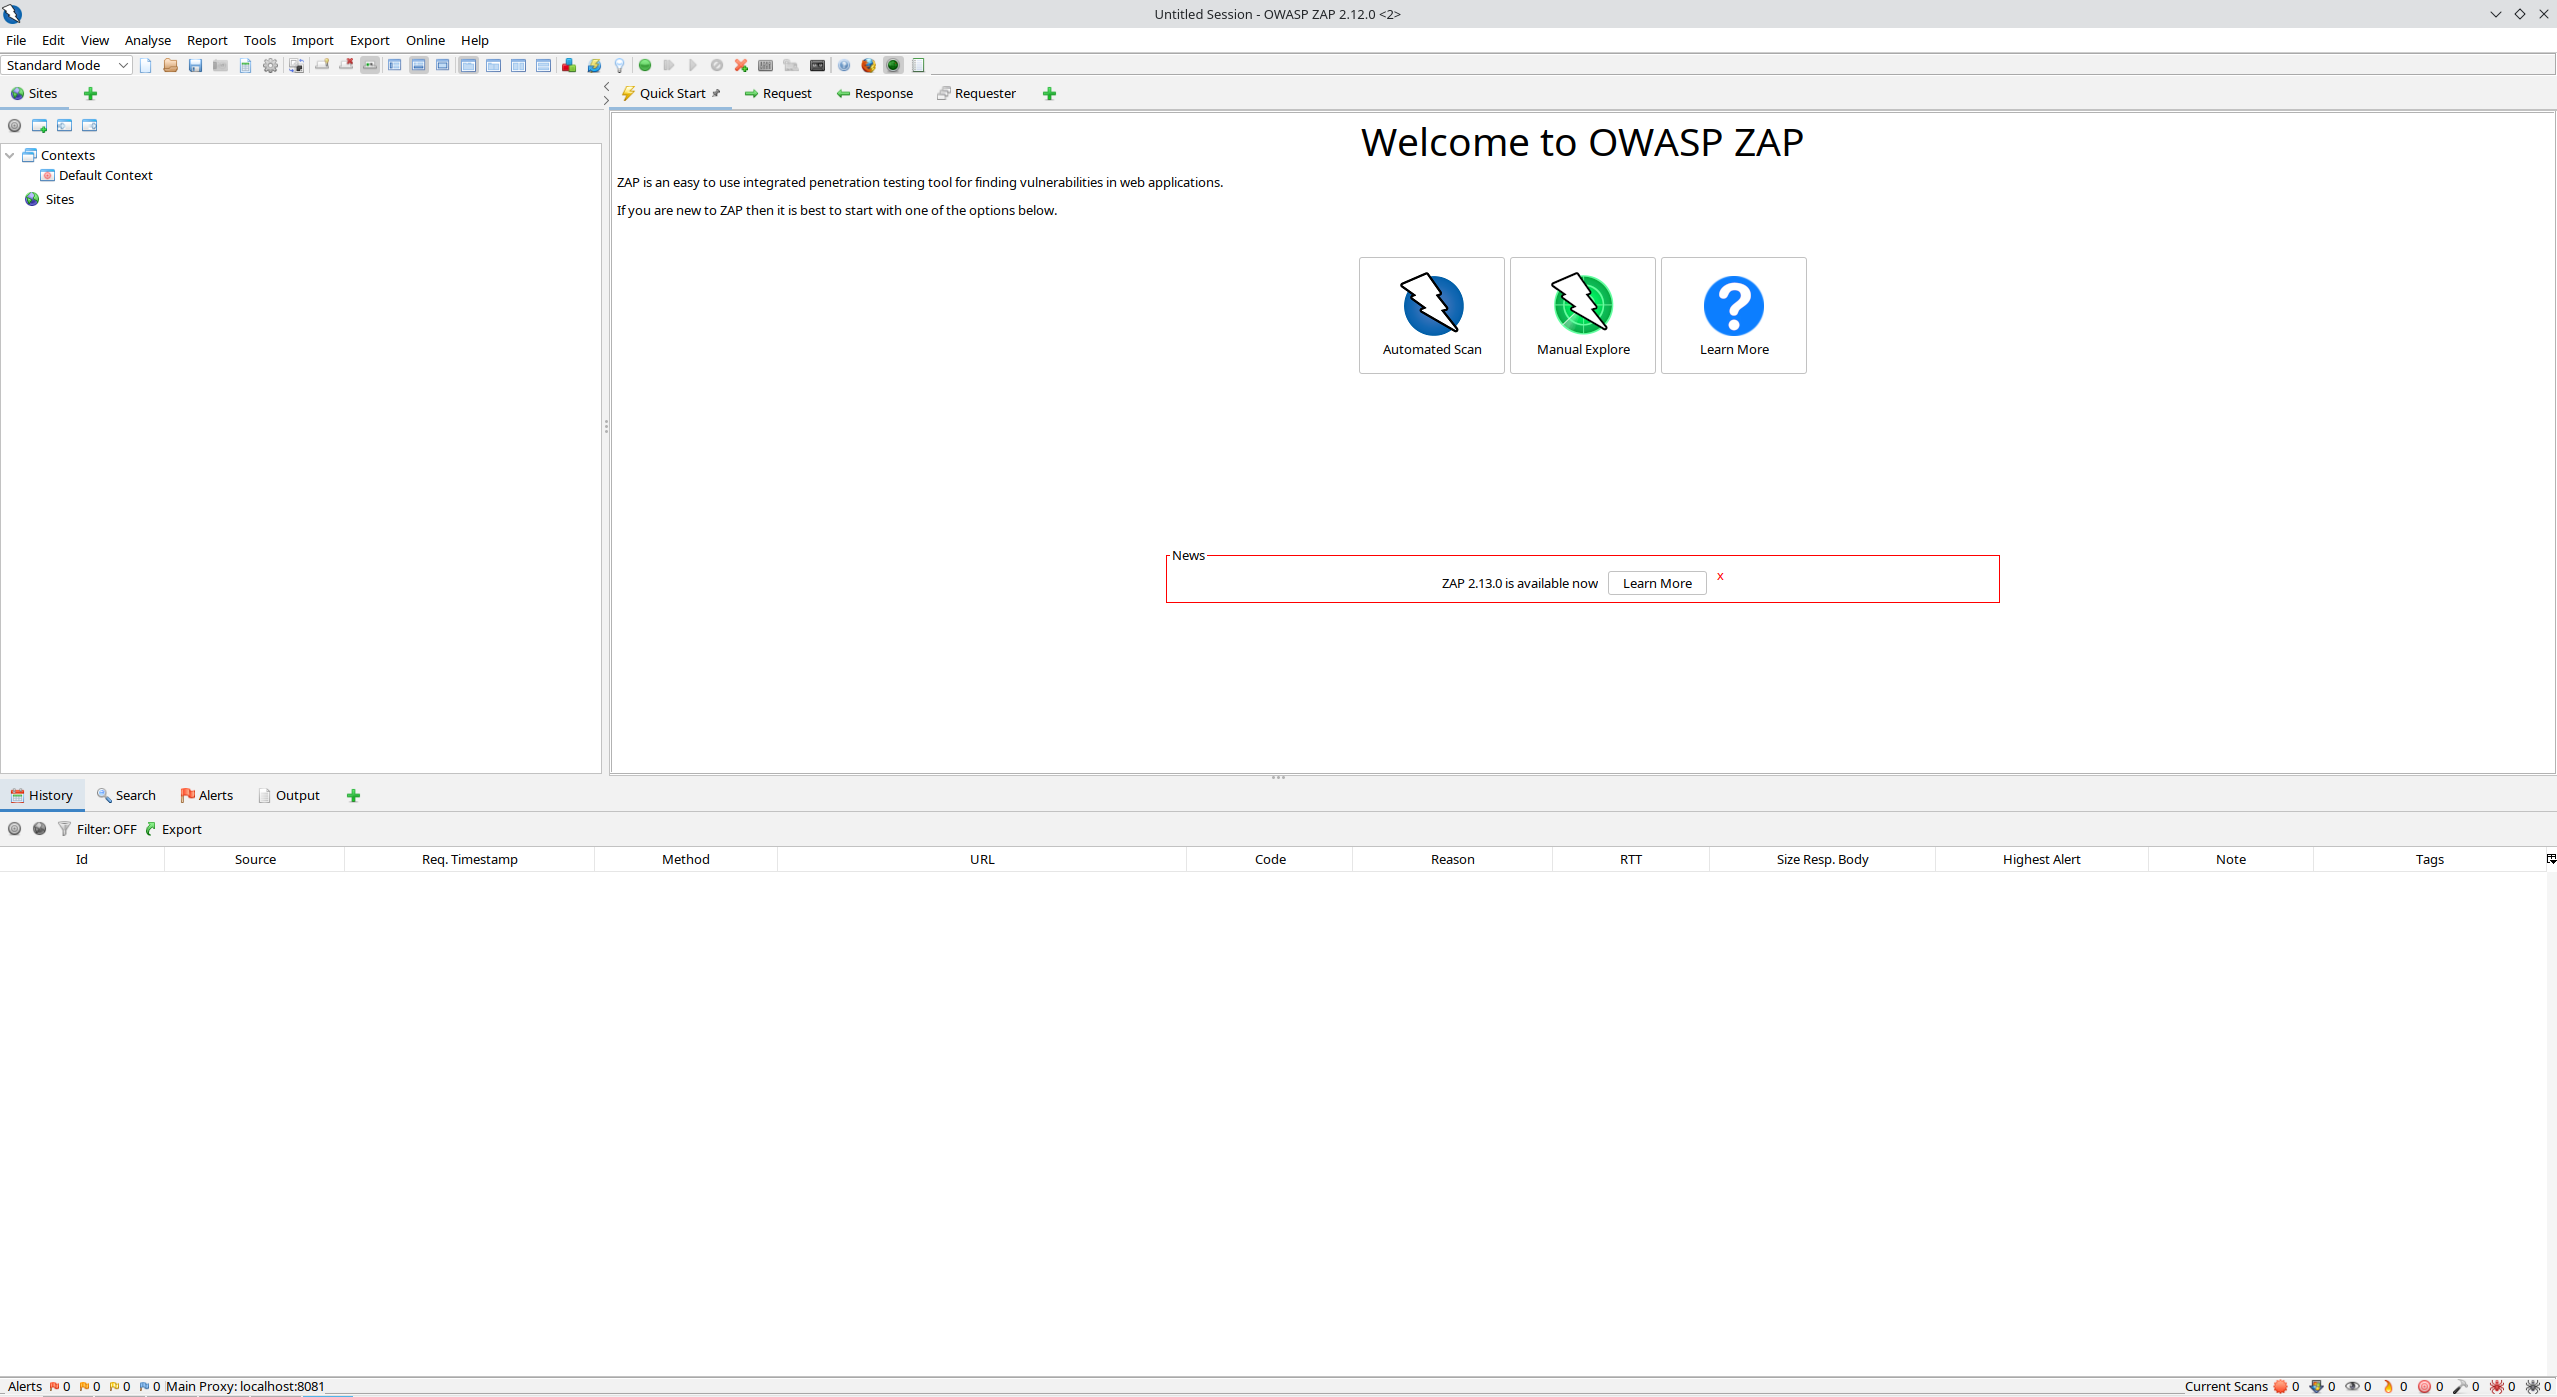 Untitled Session - OWASP ZAP 2.12.0 <2>
File Edit View Analyse Report Tools Import Export Online Help
Standard Mode
Sites
Quick Start Request Response Requester
Contexts
Default Context
Sites
Welcome to OWASP ZAP
ZAP is an easy to use integrated penetration testing tool for finding vulnerabilities in web applications.
If you are new to ZAP then it is best to start with one of the options below.
Automated Scan Manual Explore Learn More
News
ZAP 2.13.0 is available now Learn More x
History Search Alerts Output
Filter: OFF Export
Id Source Req. Timestamp Method URL Code Reason RTT Size Resp. Body Highest Alert Note Tags
Alerts 0 0 0 0 Main Proxy: localhost:8081 Current Scans 0 0 0 0 0 0 0 0